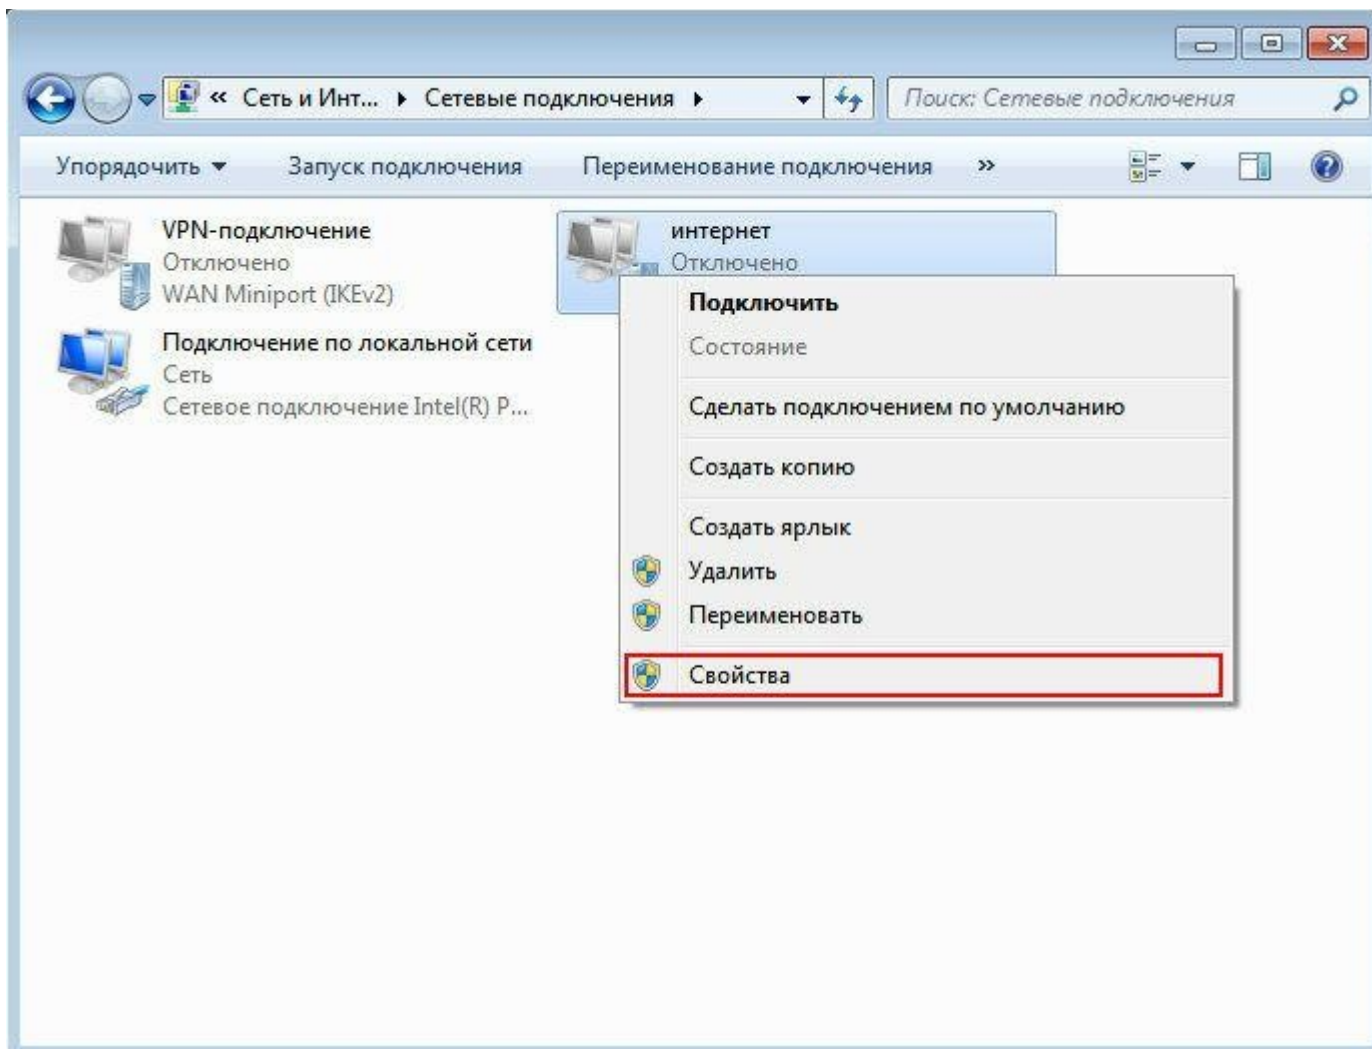 « Сеть и Инт... Сетевые подключения
Поиск: Сетевые подключения
Упорядочить Запуск подключения Переименование подключения »
VPN-подключение
Отключено
WAN Miniport (IKEv2)
интернет
Отключено
Подключение по локальной сети
Сеть
Сетевое подключение Intel(R) P...
Подключить
Состояние
Сделать подключением по умолчанию
Создать копию
Создать ярлык
Удалить
Переименовать
Свойства